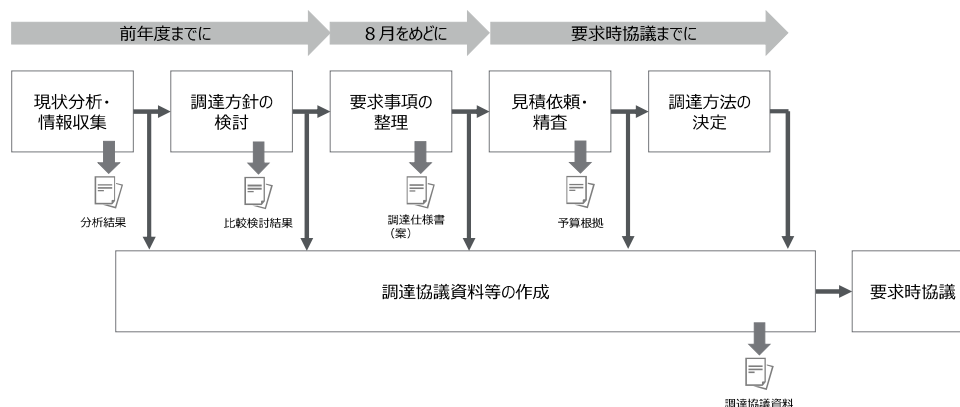 前年度までに
８月をめどに
要求時協議までに
現状分析・
情報収集
調達方針の
検討
要求事項の
整理
見積依頼・
精査
調達方法の
決定
分析結果
比較検討結果
調達仕様書
（案）
予算根拠
調達協議資料等の作成
要求時協議
調達協議資料